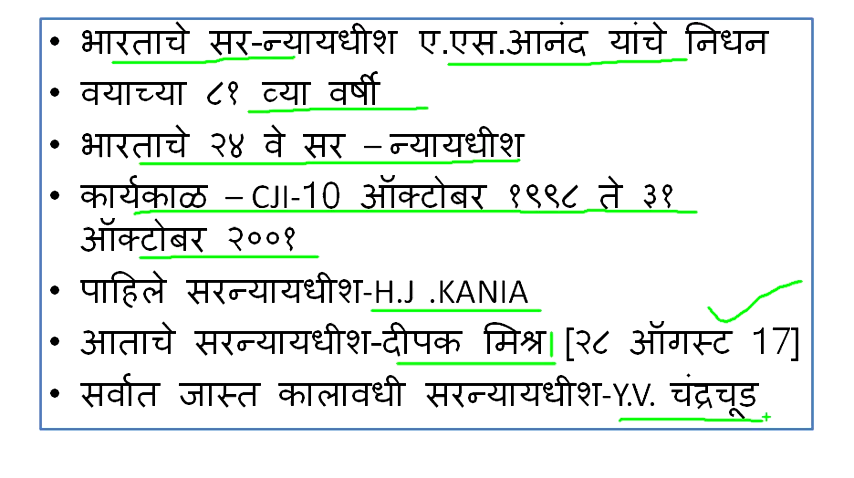 • भारताचे सर-न्यायधीश ए.एस.आनंद यांचे निधन
• वयाच्या ८१ व्या वर्षी
• भारताचे २४ वे सर – न्यायधीश
• कार्यकाळ – CJI-10 ऑक्टोबर १९९८ ते ३१
ऑक्टोबर २००१
• पाहिले सरन्यायधीश-H.J .KANIA
• आताचे सरन्यायधीश-दीपक मिश्रा [२८ ऑगस्ट 17]
• सर्वात जास्त कालावधी सरन्यायधीश-Y.V. चंद्रचूड